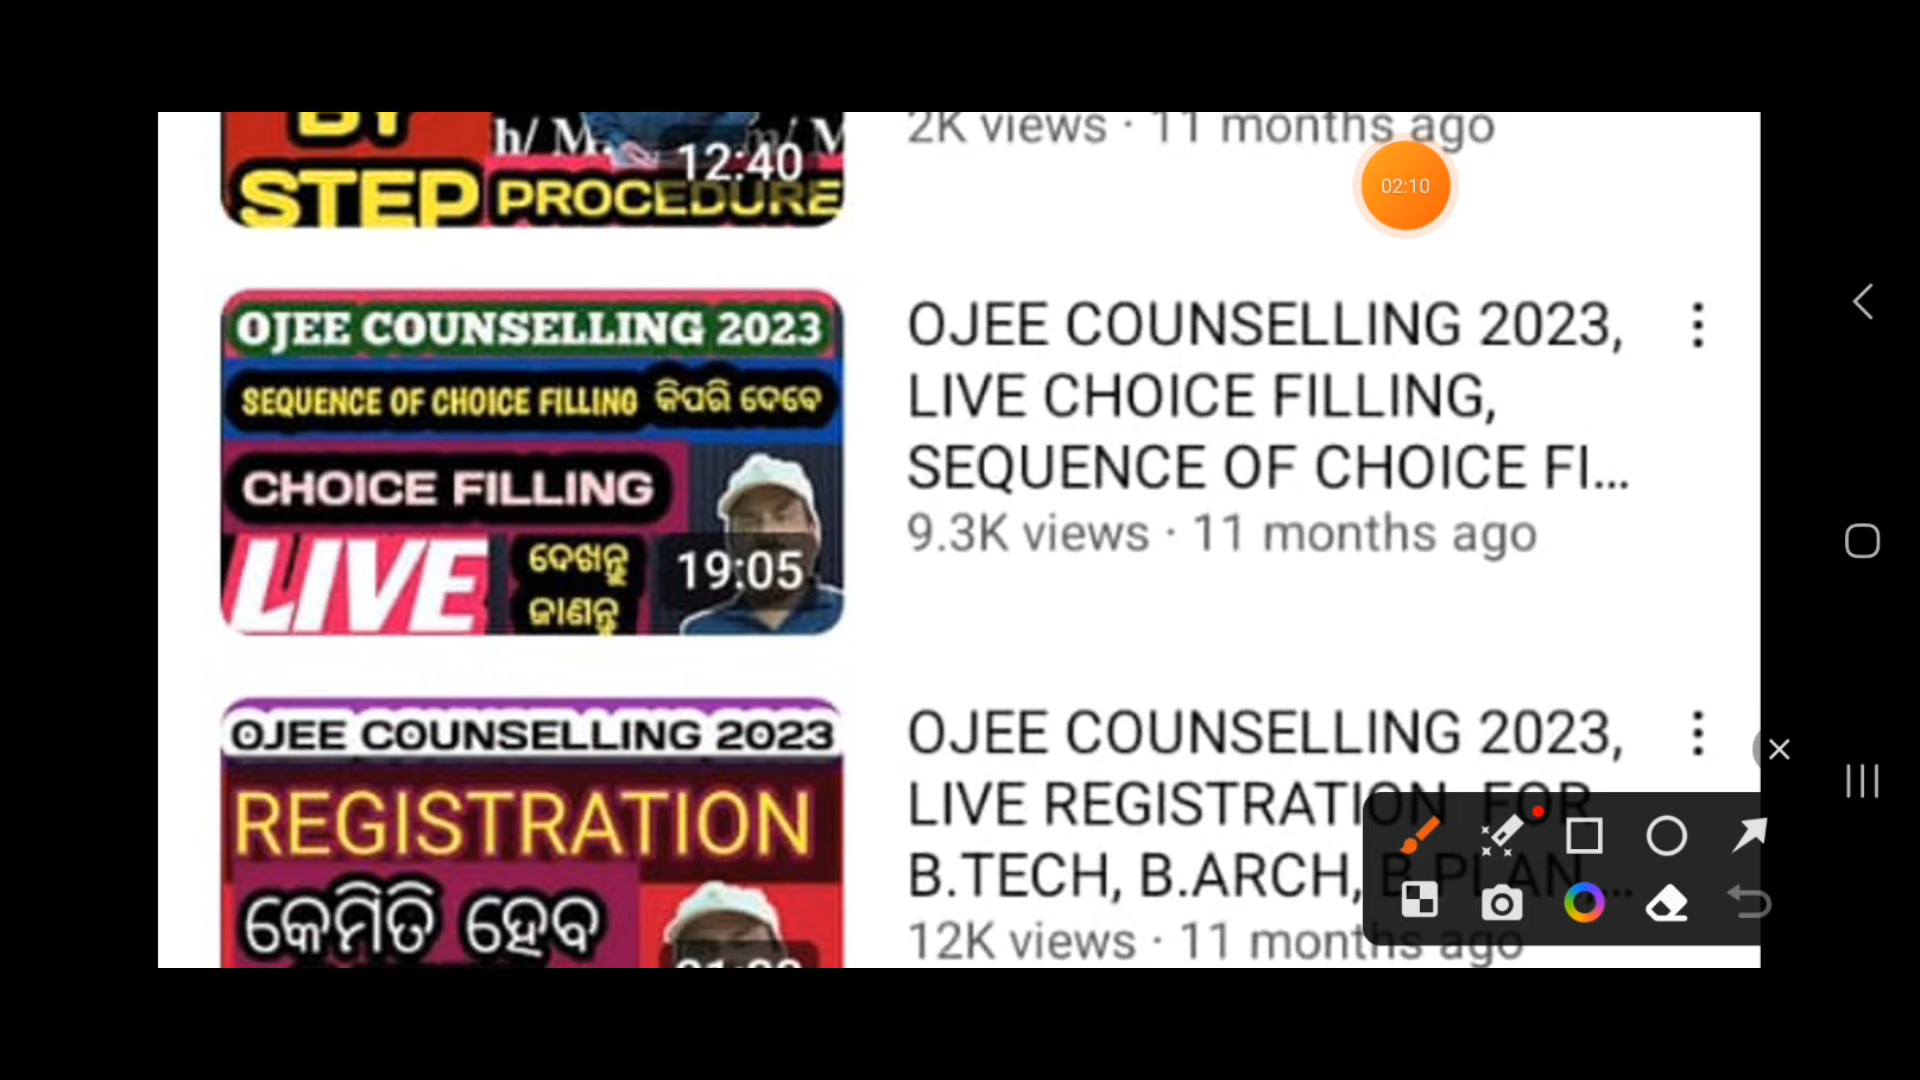 BY
h/ M
STEP PROCEDURE
12:40
2K views · 11 months ago
02:10
OJEE COUNSELLING 2023
SEQUENCE OF CHOICE FILLING କିପରି ଦେବେ
CHOICE FILLING
LIVE
ଦେଖନ୍ତୁ
ଜାଣନ୍ତୁ
19:05
OJEE COUNSELLING 2023,
LIVE CHOICE FILLING,
SEQUENCE OF CHOICE FI...
9.3K views · 11 months ago
OJEE COUNSELLING 2023
REGISTRATION
କେମିତି ହେବ
OJEE COUNSELLING 2023,
LIVE REGISTRATION FOR
B.TECH, B.ARCH, B.PLAN,...
12K views · 11 months ago